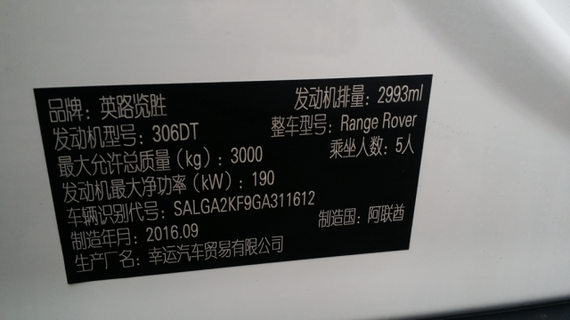 品牌：英路览胜 发动机排量：2993ml
发动机型号：306DT 整车型号：Range Rover
最大允许总质量（kg）：3000 乘坐人数：5人
发动机最大净功率（kW）：190
车辆识别代号：SALGA2KF9GA311612
制造年月：2016.09 制造国：阿联酋
生产厂名：幸运汽车贸易有限公司